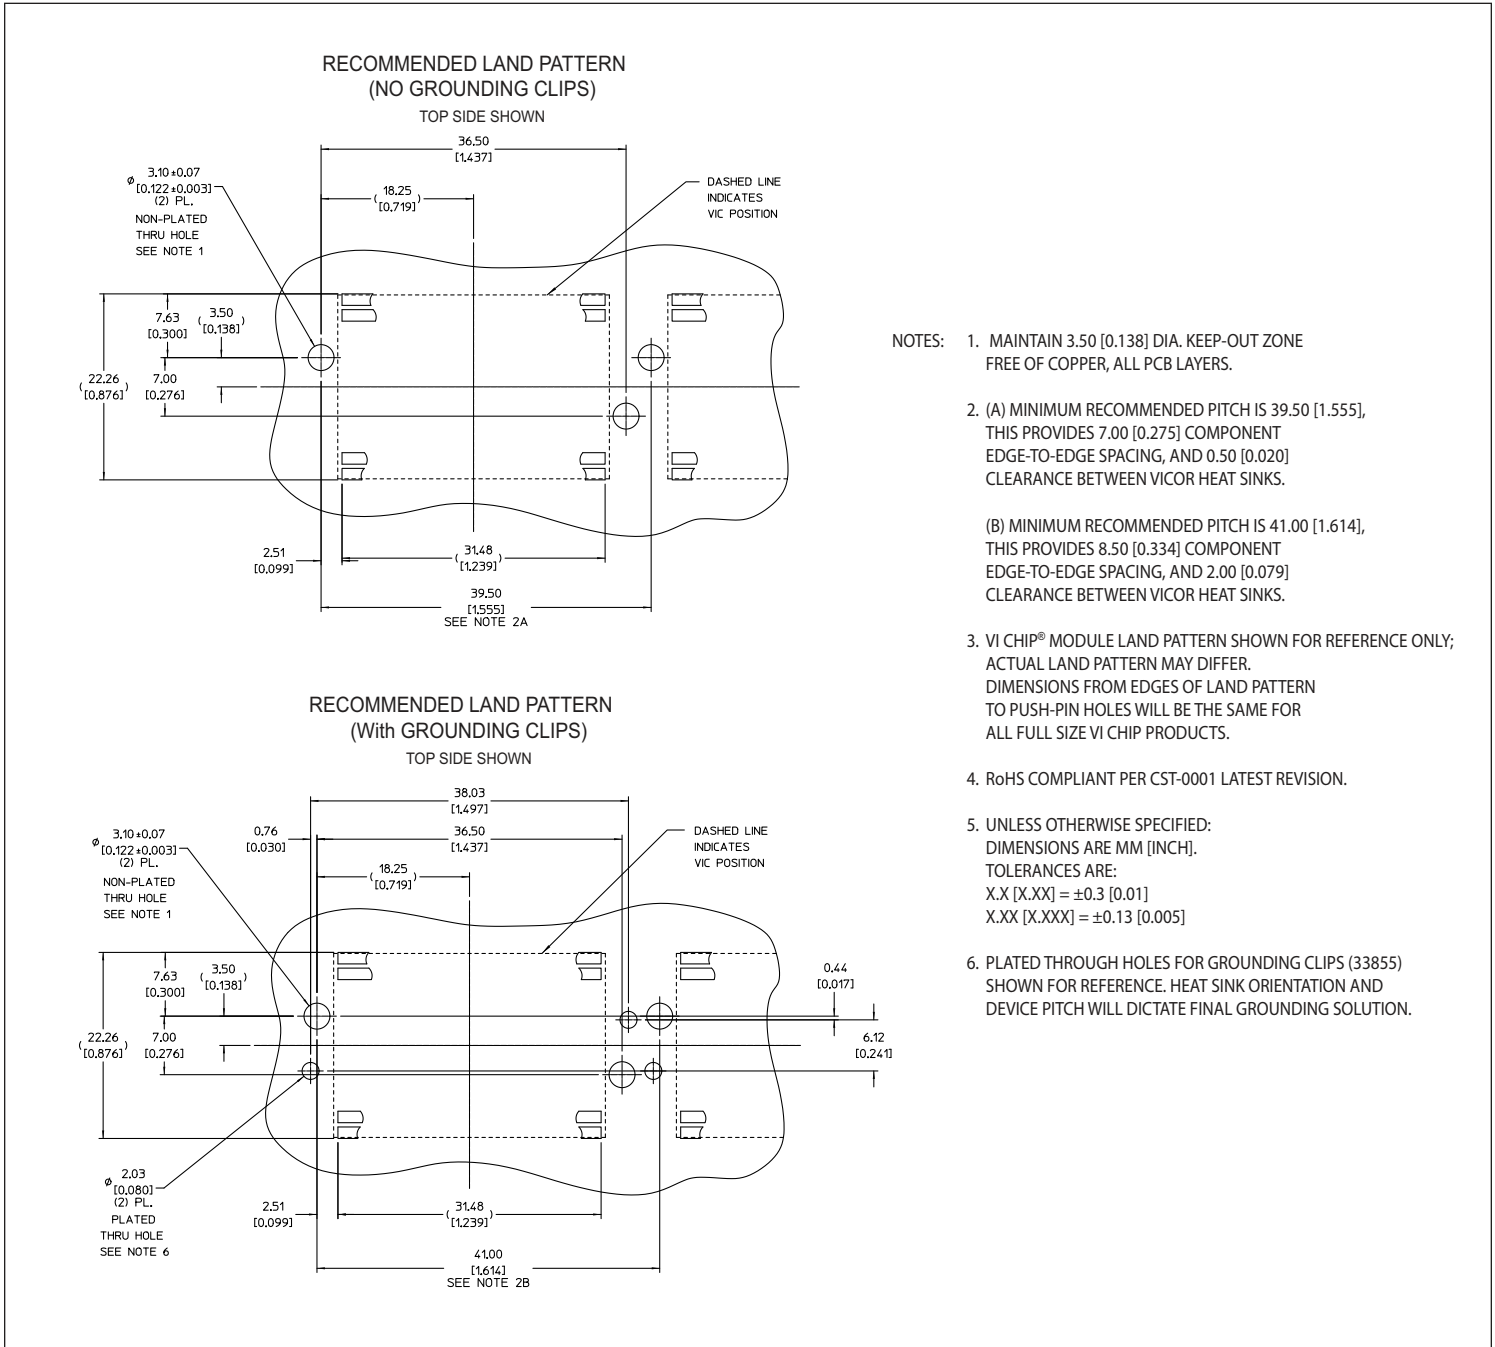 RECOMMENDED LAND PATTERN
(NO GROUNDING CLIPS)
TOP SIDE SHOWN
36.50
[1.437]
ø 3.10±0.07
[0.122±0.003]
(2) PL.
NON-PLATED
THRU HOLE
SEE NOTE 1
(18.25
[0.719])
DASHED LINE
INDICATES
VIC POSITION
7.63
[0.300]
(3.50
[0.138])
(22.26
[0.876])
7.00
[0.276]
2.51
[0.099]
(31.48
[1.239])
39.50
[1.555]
SEE NOTE 2A
RECOMMENDED LAND PATTERN
(With GROUNDING CLIPS)
TOP SIDE SHOWN
38.03
[1.497]
ø 3.10±0.07
[0.122±0.003]
(2) PL.
NON-PLATED
THRU HOLE
SEE NOTE 1
0.76
[0.030]
36.50
[1.437]
(18.25
[0.719])
DASHED LINE
INDICATES
VIC POSITION
7.63
[0.300]
(3.50
[0.138])
0.44
[0.017]
(22.26
[0.876])
7.00
[0.276]
6.12
[0.241]
ø 2.03
[0.080]
(2) PL.
PLATED
THRU HOLE
SEE NOTE 6
2.51
[0.099]
(31.48
[1.239])
41.00
[1.614]
SEE NOTE 2B
NOTES: 1. MAINTAIN 3.50 [0.138] DIA. KEEP-OUT ZONE
FREE OF COPPER, ALL PCB LAYERS.
2. (A) MINIMUM RECOMMENDED PITCH IS 39.50 [1.555],
THIS PROVIDES 7.00 [0.275] COMPONENT
EDGE-TO-EDGE SPACING, AND 0.50 [0.020]
CLEARANCE BETWEEN VICOR HEAT SINKS.
(B) MINIMUM RECOMMENDED PITCH IS 41.00 [1.614],
THIS PROVIDES 8.50 [0.334] COMPONENT
EDGE-TO-EDGE SPACING, AND 2.00 [0.079]
CLEARANCE BETWEEN VICOR HEAT SINKS.
3. VI CHIP® MODULE LAND PATTERN SHOWN FOR REFERENCE ONLY;
ACTUAL LAND PATTERN MAY DIFFER.
DIMENSIONS FROM EDGES OF LAND PATTERN
TO PUSH-PIN HOLES WILL BE THE SAME FOR
ALL FULL SIZE VI CHIP PRODUCTS.
4. RoHS COMPLIANT PER CST-0001 LATEST REVISION.
5. UNLESS OTHERWISE SPECIFIED:
DIMENSIONS ARE MM [INCH].
TOLERANCES ARE:
X.X [X.XX] = ±0.3 [0.01]
X.XX [X.XXX] = ±0.13 [0.005]
6. PLATED THROUGH HOLES FOR GROUNDING CLIPS (33855)
SHOWN FOR REFERENCE. HEAT SINK ORIENTATION AND
DEVICE PITCH WILL DICTATE FINAL GROUNDING SOLUTION.